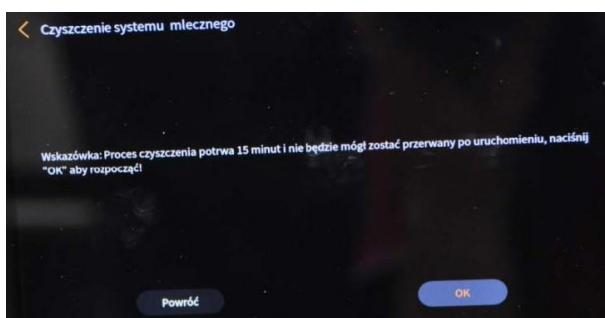 Czyszczenie systemu mlecznego
Wskazówka: Proces czyszczenia potrwa 15 minut i nie będzie mógł zostać przerwany po uruchomieniu, naciśnij
"OK" aby rozpocząć!
Powróć
OK